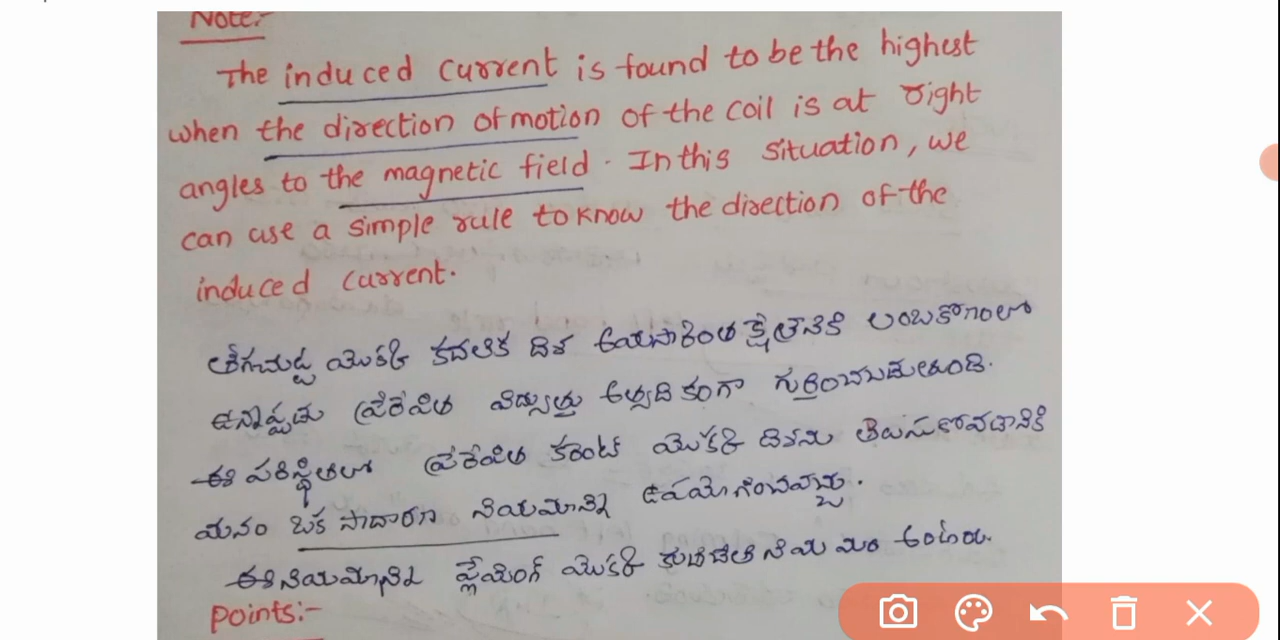 Note:-
The induced current is found to be the highest
when the direction of motion of the coil is at right
angles to the magnetic field. In this situation, we
can use a simple rule to know the direction of the
induced current.
తీగచుట్ట యొక్క కదలిక దిశ అయస్కాంత క్షేత్రానికి లంబకోణంలో
ఉన్నప్పుడు ప్రేరేపిత విద్యుత్తు అత్యధికంగా గుర్తించబడుతుంది.
ఈ పరిస్థితిలో ప్రేరేపిత కరెంట్ యొక్క దిశను తెలుసుకోవడానికి
మనం ఒక సాదారణ నియమాన్ని ఉపయోగించవచ్చు.
ఈ నియమాన్ని ఫ్లేమింగ్ యొక్క కుడిచేతి నియమం అంటారు.
Points:-